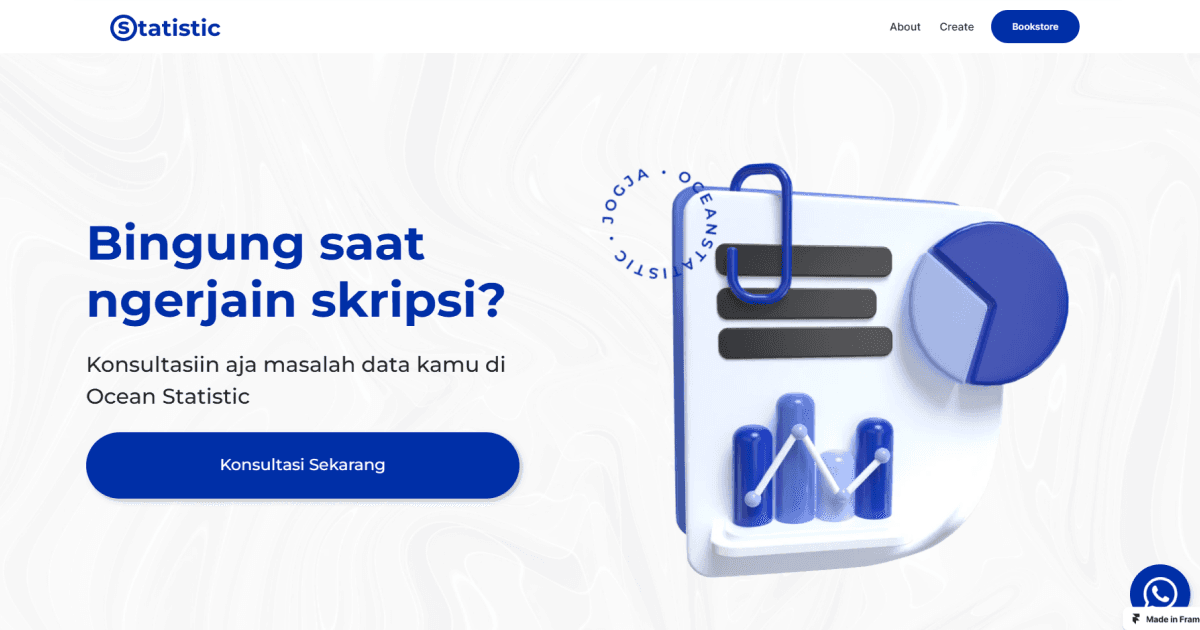 Statistic
About
Create
Bookstore
JOGJA • OCEANSTATISTIC •
Bingung saat
ngerjain skripsi?
Konsultasiin aja masalah data kamu di
Ocean Statistic
Konsultasi Sekarang
Made in Fram